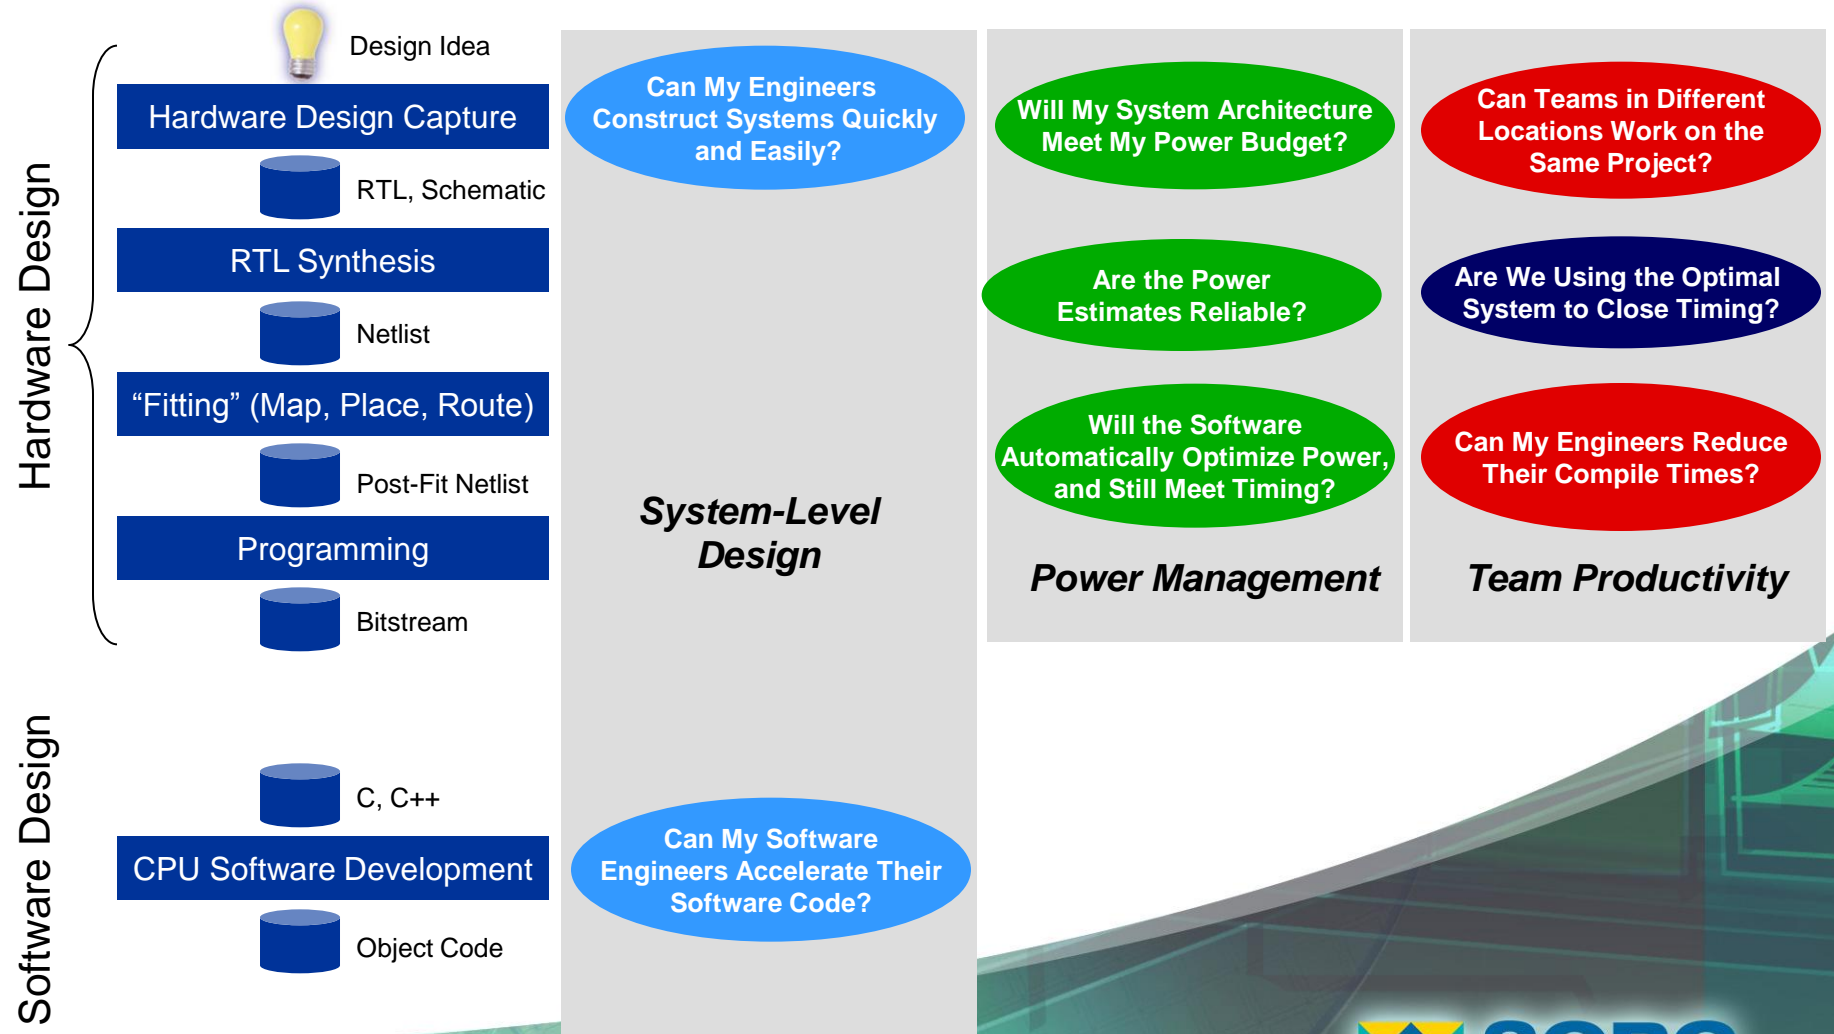 Design Idea
Hardware Design
Hardware Design Capture
RTL, Schematic
RTL Synthesis
Netlist
“Fitting” (Map, Place, Route)
Post-Fit Netlist
Programming
Bitstream
Software Design
C, C++
CPU Software Development
Object Code
Can My Engineers
Construct Systems Quickly
and Easily?
System-Level
Design
Can My Software
Engineers Accelerate Their
Software Code?
Will My System Architecture
Meet My Power Budget?
Are the Power
Estimates Reliable?
Will the Software
Automatically Optimize Power,
and Still Meet Timing?
Power Management
Can Teams in Different
Locations Work on the
Same Project?
Are We Using the Optimal
System to Close Timing?
Can My Engineers Reduce
Their Compile Times?
Team Productivity